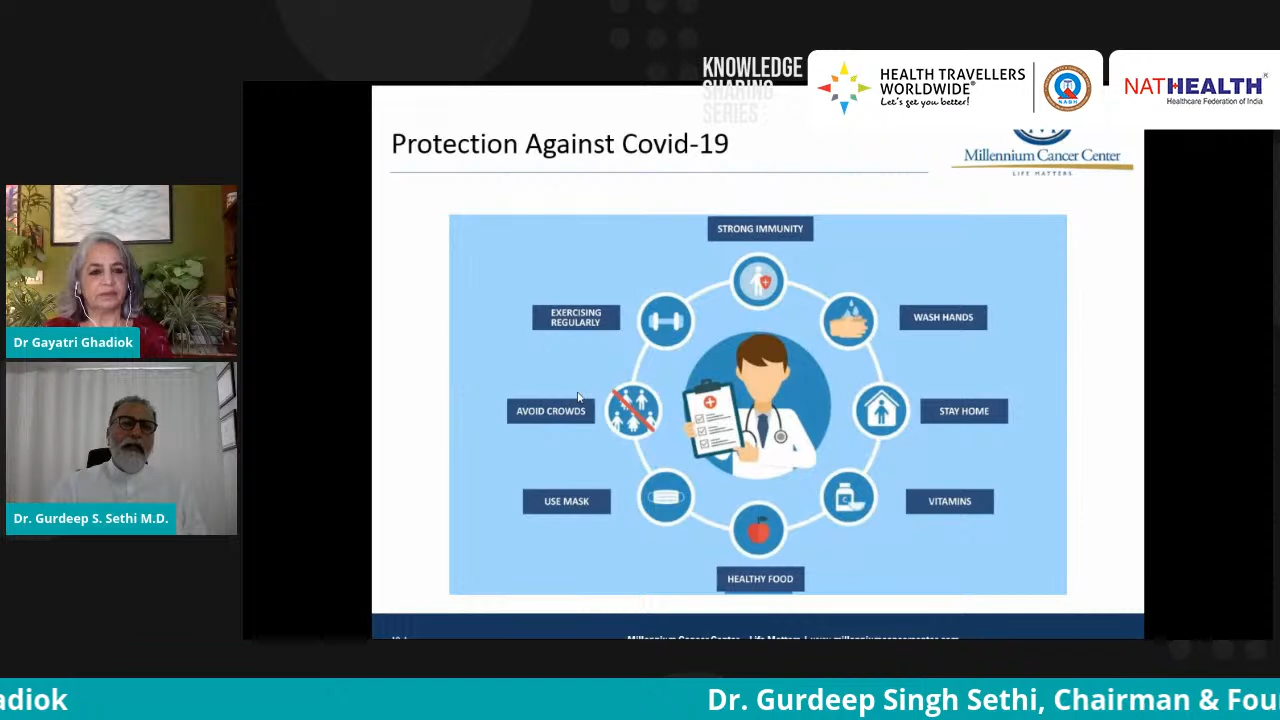 KNOWLEDGE
SHARING
SERIES
HEALTH TRAVELLERS
WORLDWIDE®
Let's get you better!
NABH
NATHEALTH®
Healthcare Federation of India
Protection Against Covid-19
Millennium Cancer Center
LIFE MATTERS
STRONG IMMUNITY
EXERCISING
REGULARLY
WASH HANDS
AVOID CROWDS
STAY HOME
USE MASK
C
VITAMINS
HEALTHY FOOD
Dr Gayatri Ghadiok
Dr. Gurdeep S. Sethi M.D.
adiok
Dr. Gurdeep Singh Sethi, Chairman & Fou